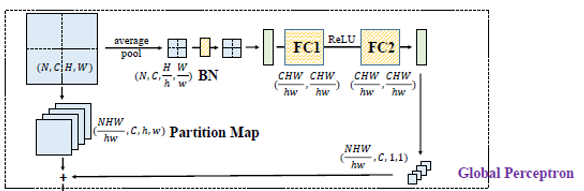 average
pool
(N, C, H, W)
(N, C, H/h, W/w)
BN
FC1
ReLU
FC2
(CHW/hw, CHW/hw)
(CHW/hw, CHW/hw)
(NHW/hw, C, h, w) Partition Map
(NHW/hw, C, 1,1)
+
Global Perceptron